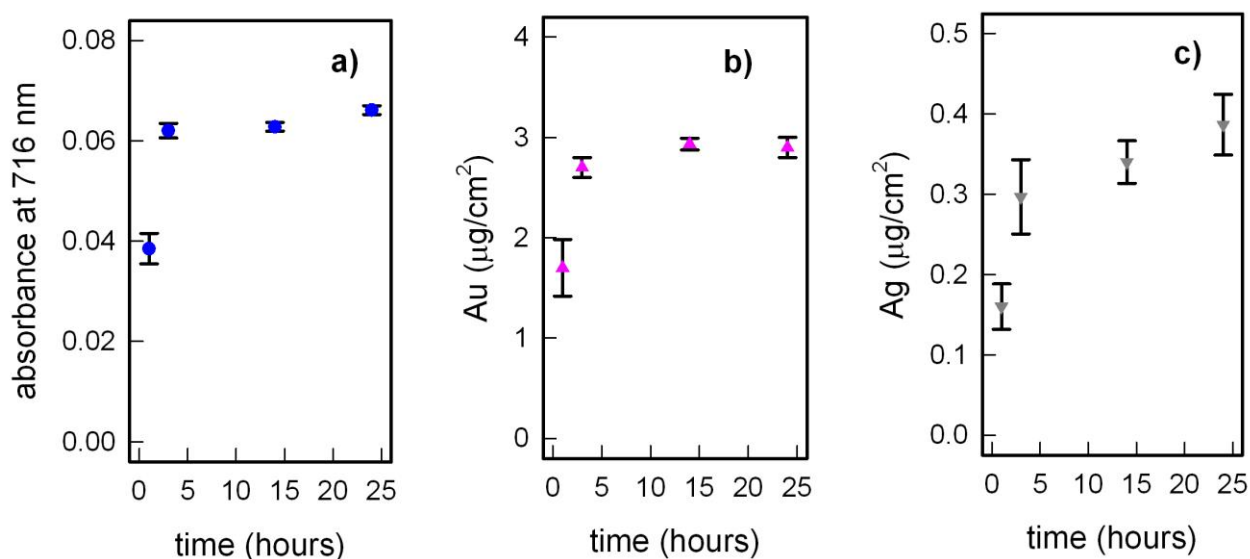 a)
absorbance at 716 nm
0.08
0.06
0.04
0.02
0.00
0 5 10 15 20 25
time (hours)
b)
Au (μg/cm²)
4
3
2
1
0
0 5 10 15 20 25
time (hours)
c)
Ag (μg/cm²)
0.5
0.4
0.3
0.2
0.1
0.0
0 5 10 15 20 25
time (hours)